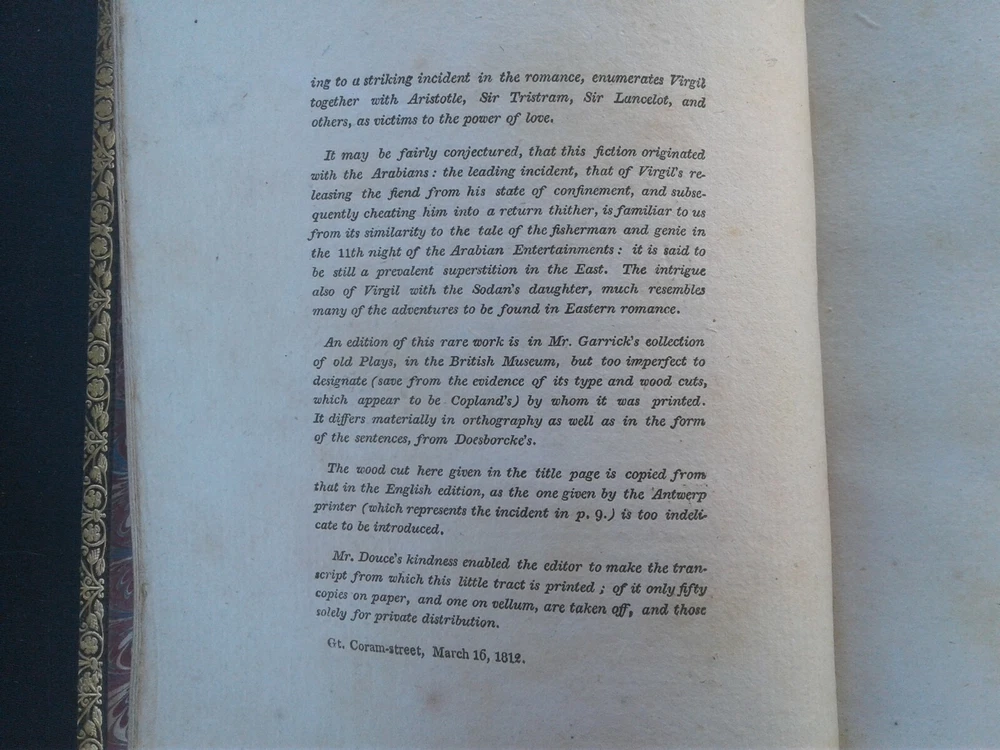 ing to a striking incident in the romance, enumerates Virgil
together with Aristotle, Sir Tristram, Sir Lancelot, and
others, as victims to the power of love.
It may be fairly conjectured, that this fiction originated
with the Arabians: the leading incident, that of Virgil's re-
leasing the fiend from his state of confinement, and subse-
quently cheating him into a return thither, is familiar to us
from its similarity to the tale of the fisherman and genie in
the 11th night of the Arabian Entertainments: it is said to
be still a prevalent superstition in the East. The intrigue
also of Virgil with the Sodan's daughter, much resembles
many of the adventures to be found in Eastern romance.
An edition of this rare work is in Mr. Garrick's collection
of old Plays, in the British Museum, but too imperfect to
designate (save from the evidence of its type and wood cuts,
which appear to be Copland's) by whom it was printed.
It differs materially in orthography as well as in the form
of the sentences, from Doesborcke's.
The wood cut here given in the title page is copied from
that in the English edition, as the one given by the Antwerp
printer (which represents the incident in p. 9.) is too indeli-
cate to be introduced.
Mr. Douce's kindness enabled the editor to make the tran-
script from which this little tract is printed; of it only fifty
copies on paper, and one on vellum, are taken off, and those
solely for private distribution.
Gt. Coram-street, March 16, 1812.